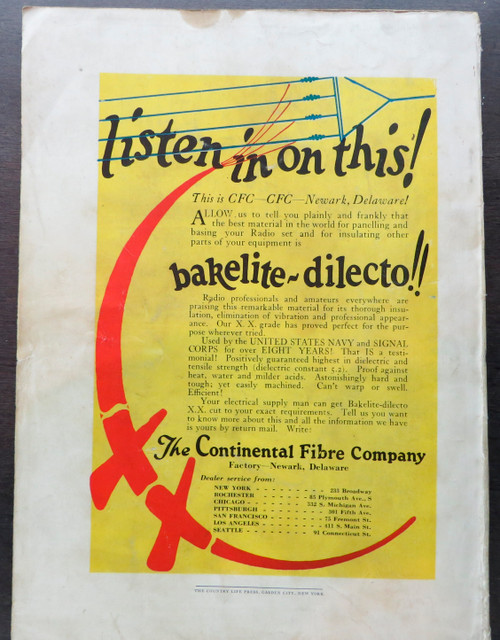 listen in on this!
This is CFC—CFC—Newark, Delaware!
ALLOW us to tell you plainly and frankly that
the best material in the world for panelling and
basing your Radio set and for insulating other
parts of your equipment is
bakelite~dilecto!!
Radio professionals and amateurs everywhere are
praising this remarkable material for its thorough insu-
lation, elimination of vibration and professional appear-
ance. Our X. X. grade has proved perfect for the pur-
pose wherever tried.
Used by the UNITED STATES NAVY and SIGNAL
CORPS for over EIGHT YEARS! That IS a testi-
monial! Positively guaranteed highest in dielectric and
tensile strength (dielectric constant 5.2). Proof against
heat, water and milder acids. Astonishingly hard and
tough; yet easily machined. Can't warp or swell.
Efficient!
Your electrical supply man can get Bakelite-dilecto
X.X. cut to your exact requirements. Tell us you want
to know more about this and all the information we have
is yours by return mail. Write:
The Continental Fibre Company
Factory—Newark, Delaware
Dealer service from:
NEW YORK - - - - - - - - 233 Broadway
ROCHESTER - - - - - - - 85 Plymouth Ave., S
CHICAGO - - - - - - - 332 S. Michigan Ave.
PITTSBURGH - - - - - - - 301 Fifth Ave.
SAN FRANCISCO - - - - - - 75 Fremont St.
LOS ANGELES - - - - - - - 411 S. Main St.
SEATTLE - - - - - - - - 91 Connecticut St.
THE COUNTRY LIFE PRESS, GARDEN CITY, NEW YORK